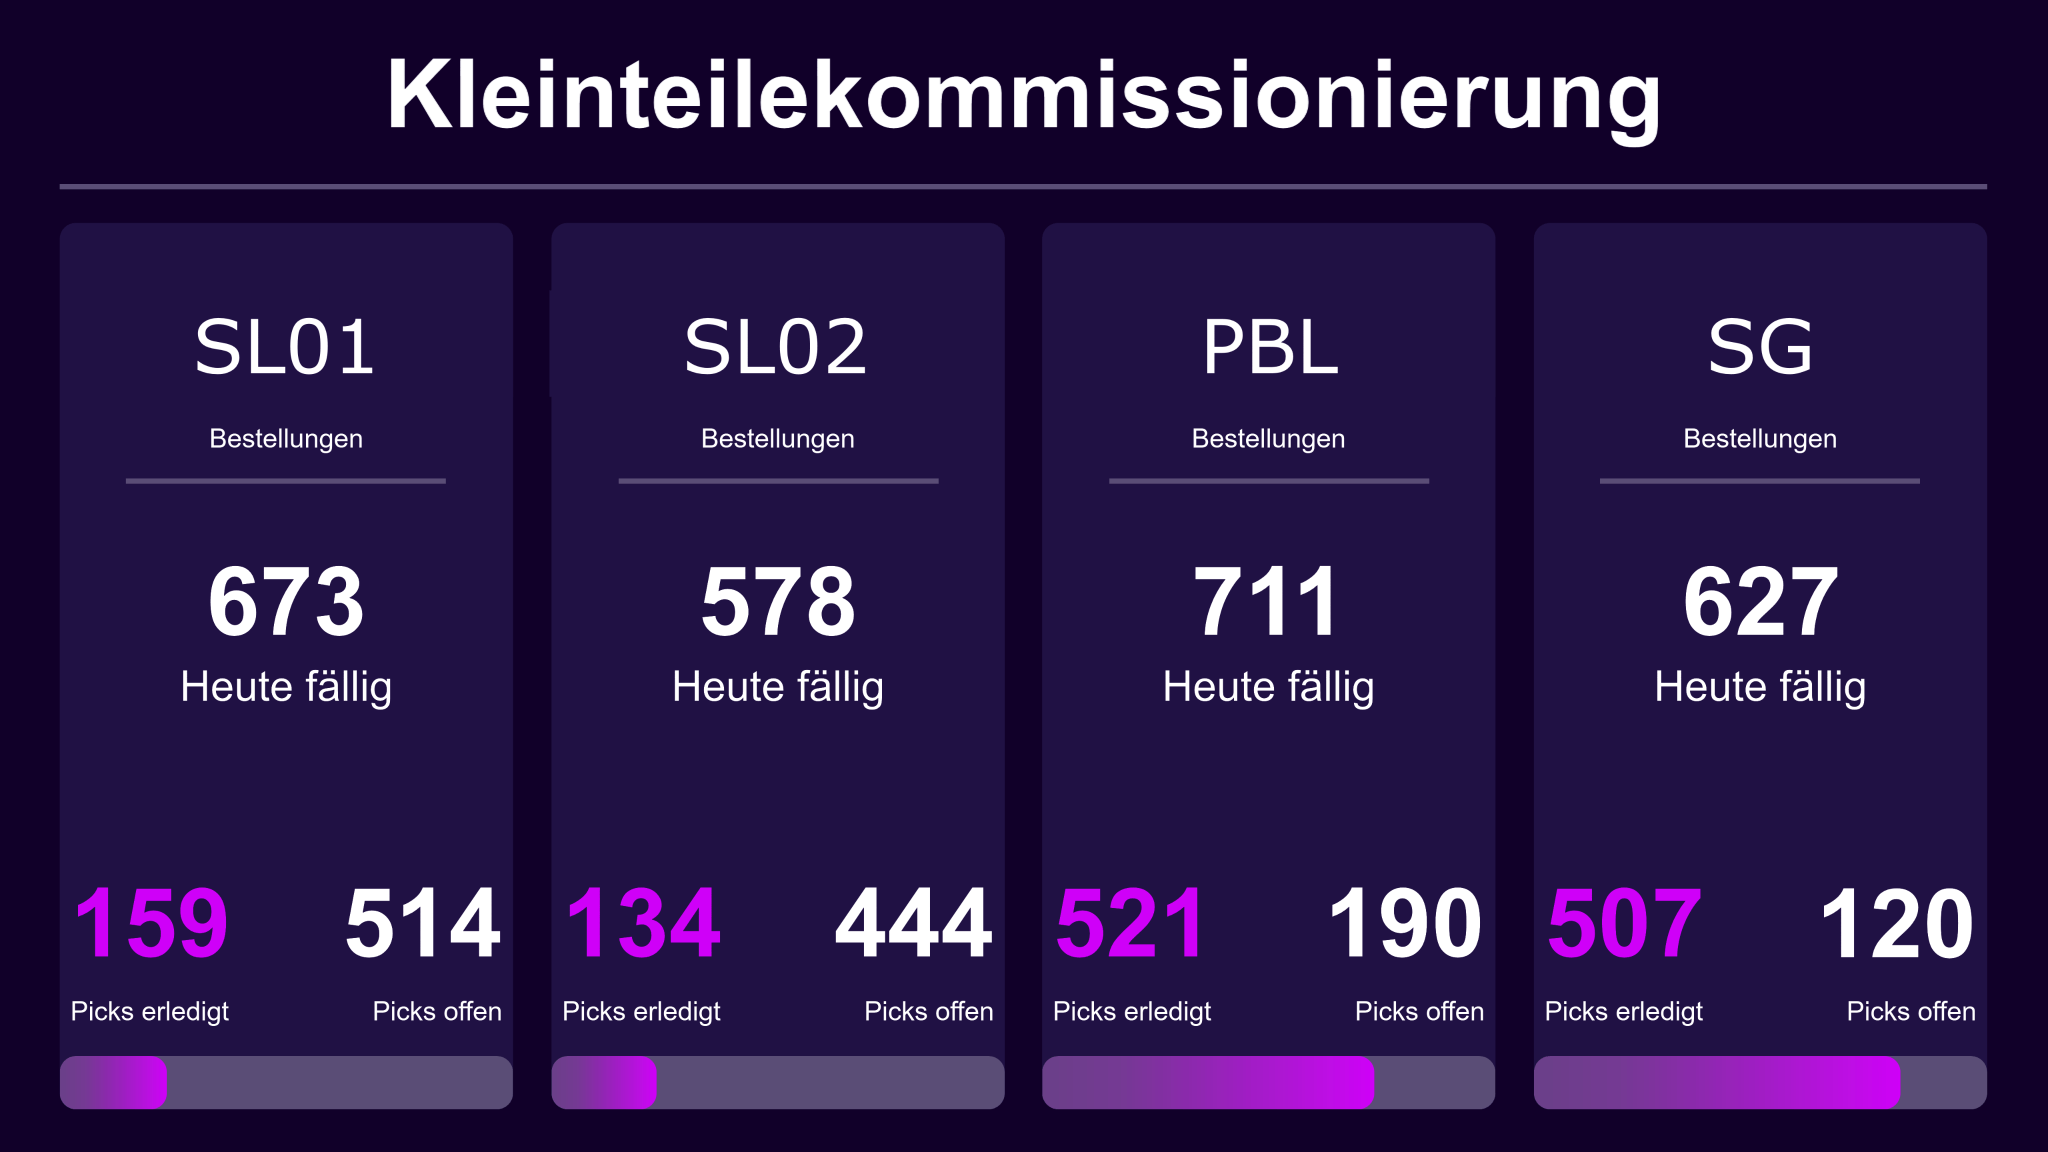 Kleinteilekommissionierung
SL01
Bestellungen
673
Heute fällig
159
514
Picks erledigt
Picks offen
SL02
Bestellungen
578
Heute fällig
134
444
Picks erledigt
Picks offen
PBL
Bestellungen
711
Heute fällig
521
190
Picks erledigt
Picks offen
SG
Bestellungen
627
Heute fällig
507
120
Picks erledigt
Picks offen